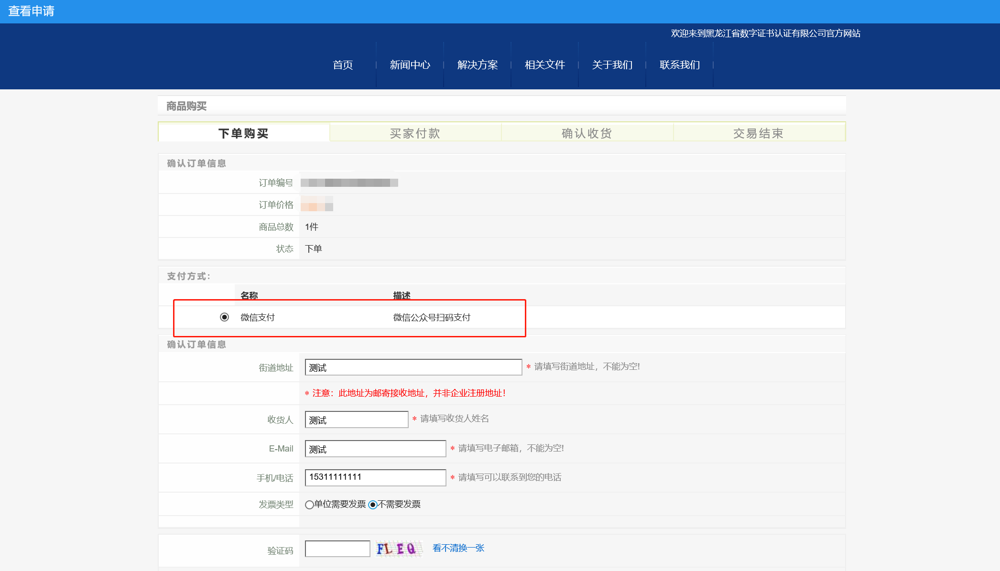 查看申请
欢迎来到黑龙江省数字证书认证有限公司官方网站
首页 新闻中心 解决方案 相关文件 关于我们 联系我们
商品购买
下单购买 买家付款 确认收货 交易结束
确认订单信息
订单编号
订单价格
商品总数 1件
状态 下单
支付方式：
名称 描述
微信支付 微信公众号扫码支付
确认订单信息
街道地址 测试 * 请填写街道地址，不能为空!
* 注意：此地址为邮寄接收地址，并非企业注册地址！
收货人 测试 * 请填写收货人姓名
E-Mail 测试 * 请填写电子邮箱，不能为空!
手机/电话 15311111111 * 请填写可以联系到您的电话
发票类型 单位需要发票 不需要发票
验证码 FLEQ 看不清换一张